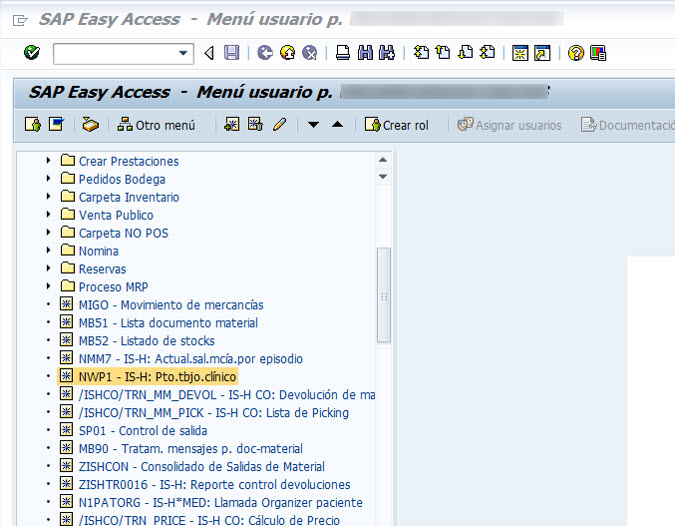 SAP Easy Access - Menú usuario p.
SAP Easy Access - Menú usuario p.
Otro menú Crear rol Asignar usuarios Documentació
Crear Prestaciones
Pedidos Bodega
Carpeta Inventario
Venta Publico
Carpeta NO POS
Nomina
Reservas
Proceso MRP
MIGO - Movimiento de mercancías
MB51 - Lista documento material
MB52 - Listado de stocks
NMM7 - IS-H: Actual.sal.mcía.por episodio
NWP1 - IS-H: Pto.tbjo.clínico
/ISHCO/TRN_MM_DEVOL - IS-H CO: Devolución de ma
/ISHCO/TRN_MM_PICK - IS-H CO: Lista de Picking
SP01 - Control de salida
MB90 - Tratam. mensajes p. doc-material
ZISHCON - Consolidado de Salidas de Material
ZISHTR0016 - IS-H: Reporte control devoluciones
N1PATORG - IS-H*MED: Llamada Organizer paciente
/ISHCO/TRN_PRICE - IS-H CO: Cálculo de Precio